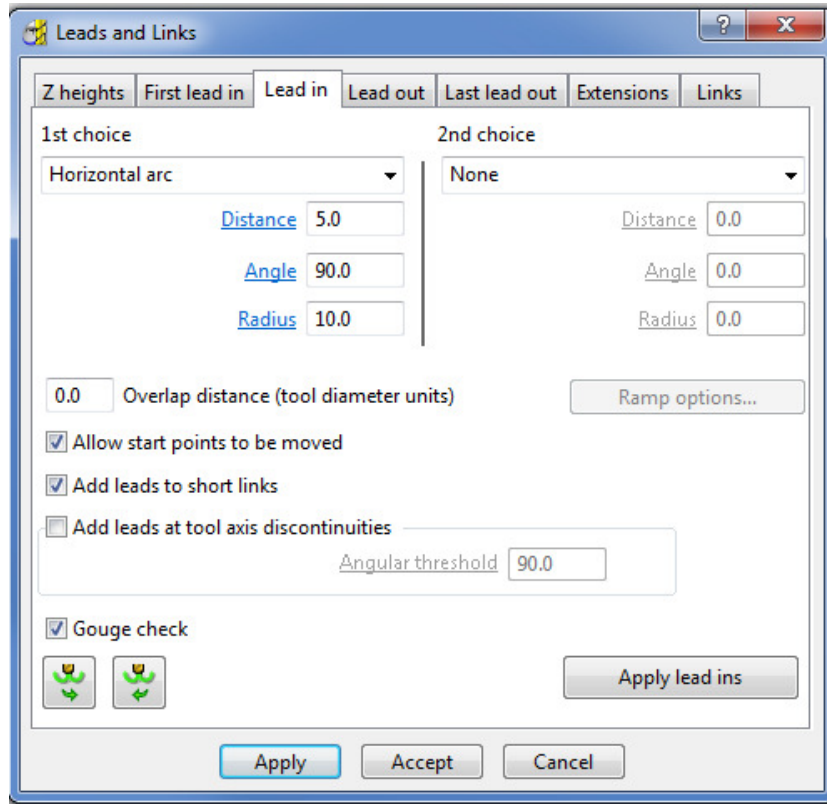 Leads and Links
Z heights First lead in Lead in Lead out Last lead out Extensions Links
1st choice
2nd choice
Horizontal arc
None
Distance 5.0
Distance 0.0
Angle 90.0
Angle 0.0
Radius 10.0
Radius 0.0
0.0 Overlap distance (tool diameter units)
Ramp options...
Allow start points to be moved
Add leads to short links
Add leads at tool axis discontinuities
Angular threshold 90.0
Gouge check
Apply lead ins
Apply Accept Cancel